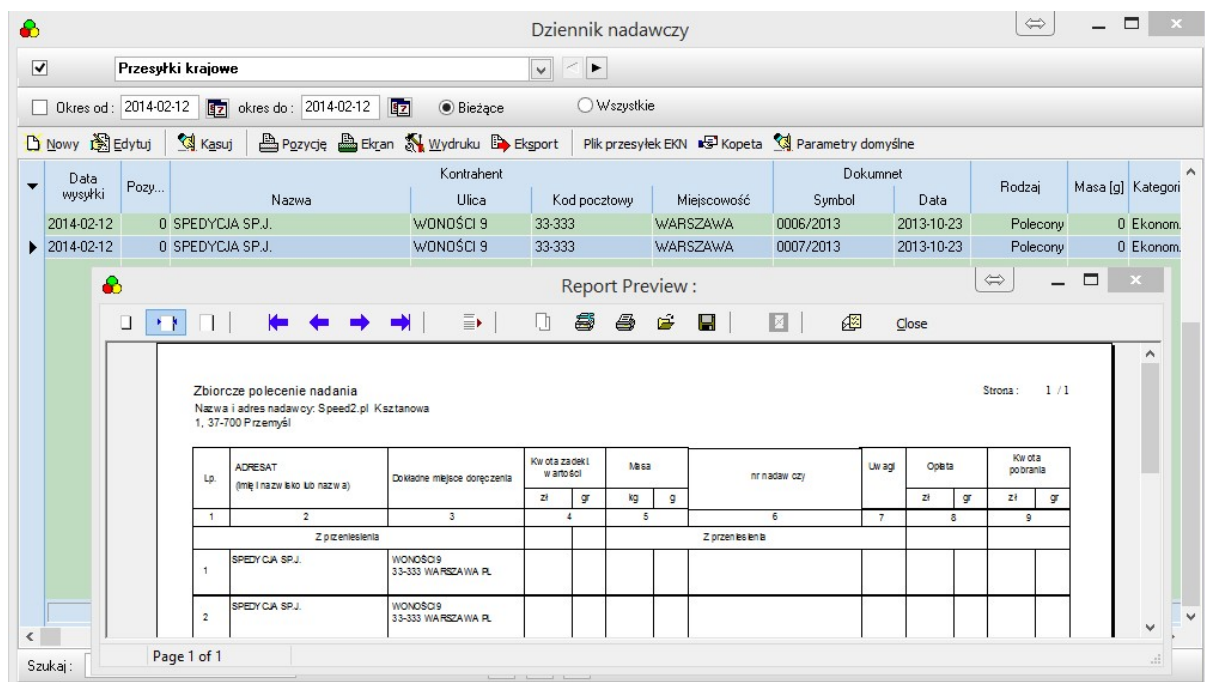 Dziennik nadawczy
Przesyłki krajowe
Okres od : 2014-02-12 okres do : 2014-02-12 Bieżące Wszystkie
Nowy Edytuj Kasuj Pozycję Ekran Wydruku Eksport Plik przesyłek EKN Kopeta Parametry domyślne
Data wysyłki Pozy... Kontrahent Dokumnet Rodzaj Masa [g] Kategori
Nazwa Ulica Kod pocztowy Miejscowość Symbol Data
2014-02-12 0 SPEDYCJA SP.J. WONOŚCI 9 33-333 WARSZAWA 0006/2013 2013-10-23 Polecony 0 Ekonom.
2014-02-12 0 SPEDYCJA SP.J. WONOŚCI 9 33-333 WARSZAWA 0007/2013 2013-10-23 Polecony 0 Ekonom.
Report Preview :
Close
Zbiorcze polecenie nadania Strona : 1 / 1
Nazwa i adres nadawcy: Speed2.pl Ksztanowa
1, 37-700 Przemyśl
Lp. ADRESAT (Imię i nazwisko lub nazwa) Dokładne miejsce doręczenia Kwota zadekl. wartości Masa nr nadawczy Uwagi Opłata Kwota pobrania
zł gr kg g zł gr zł gr
1 2 3 4 5 6 7 8 9
Z przeniesienia Z przeniesienia
1 SPEDYCJA SP.J. WONOŚCI 9
33-333 WARSZAWA PL
2 SPEDYCJA SP.J. WONOŚCI 9
33-333 WARSZAWA PL
Page 1 of 1
Szukaj :